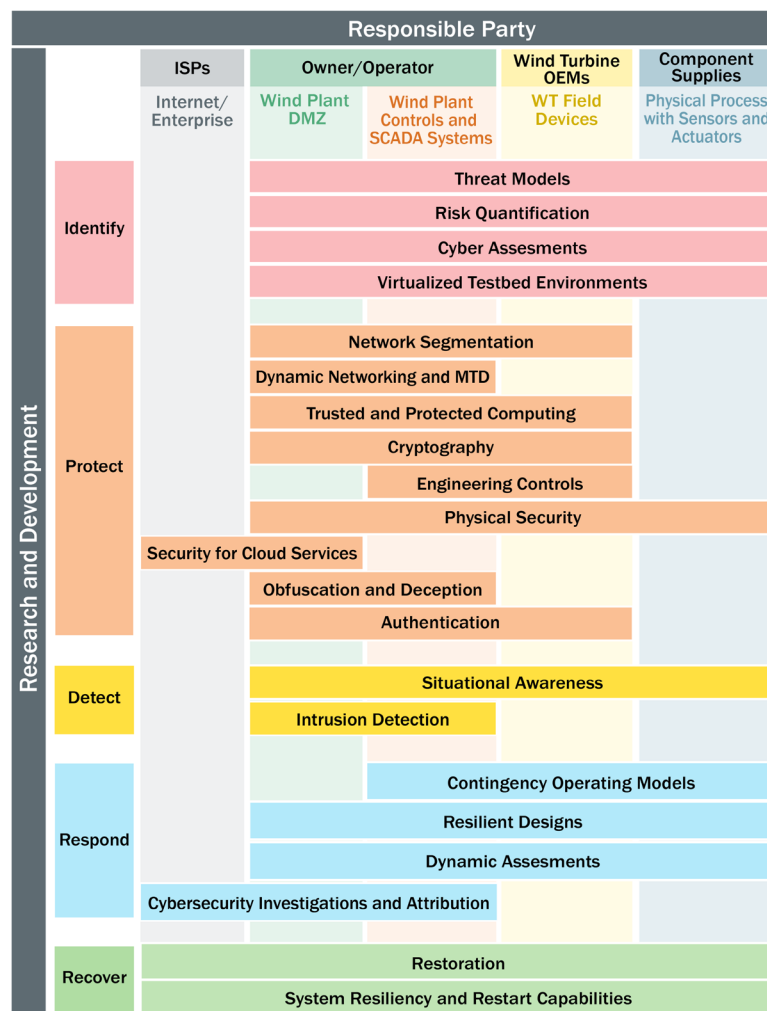 Responsible Party
Research and Development
ISPs
Owner/Operator
Wind Turbine
OEMs
Component
Supplies
Internet/
Enterprise
Wind Plant
DMZ
Wind Plant
Controls and
SCADA Systems
WT Field
Devices
Physical Process
with Sensors and
Actuators
Identify
Threat Models
Risk Quantification
Cyber Assesments
Virtualized Testbed Environments
Protect
Network Segmentation
Dynamic Networking and MTD
Trusted and Protected Computing
Cryptography
Engineering Controls
Physical Security
Security for Cloud Services
Obfuscation and Deception
Authentication
Detect
Situational Awareness
Intrusion Detection
Respond
Contingency Operating Models
Resilient Designs
Dynamic Assesments
Cybersecurity Investigations and Attribution
Recover
Restoration
System Resiliency and Restart Capabilities